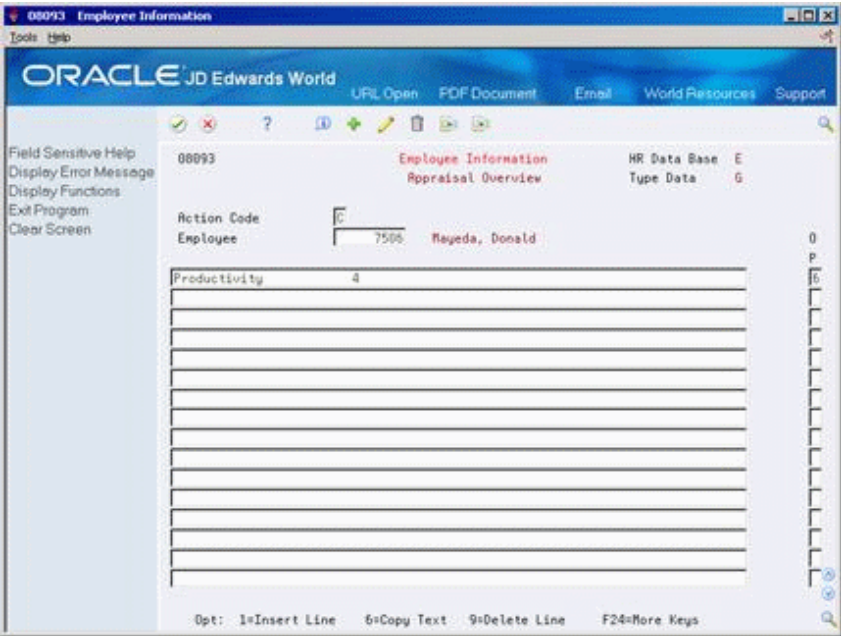 08093 Employee Information
Tools Help
ORACLE JD Edwards World
URL Open PDF Document Email World Resources Support
Field Sensitive Help
Display Error Message
Display Functions
Exit Program
Clear Screen
08093 Employee Information HR Data Base E
Appraisal Overview Type Data G
Action Code C
Employee 7506 Mayeda, Donald O
P
Productivity 4 6
Opt: 1=Insert Line 6=Copy Text 9=Delete Line F24=More Keys